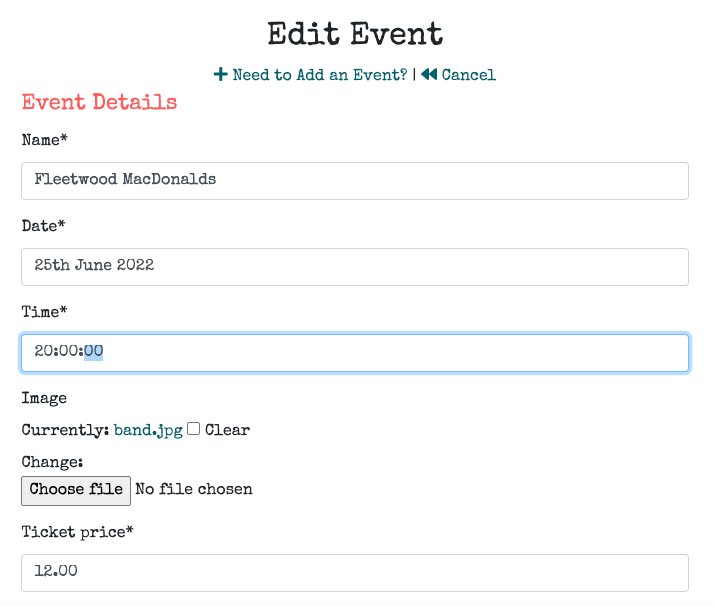 Edit Event
Need to Add an Event? | Cancel
Event Details
Name*
Fleetwood MacDonalds
Date*
25th June 2022
Time*
20:00:00
Image
Currently: band.jpg Clear
Change:
Choose file No file chosen
Ticket price*
12.00